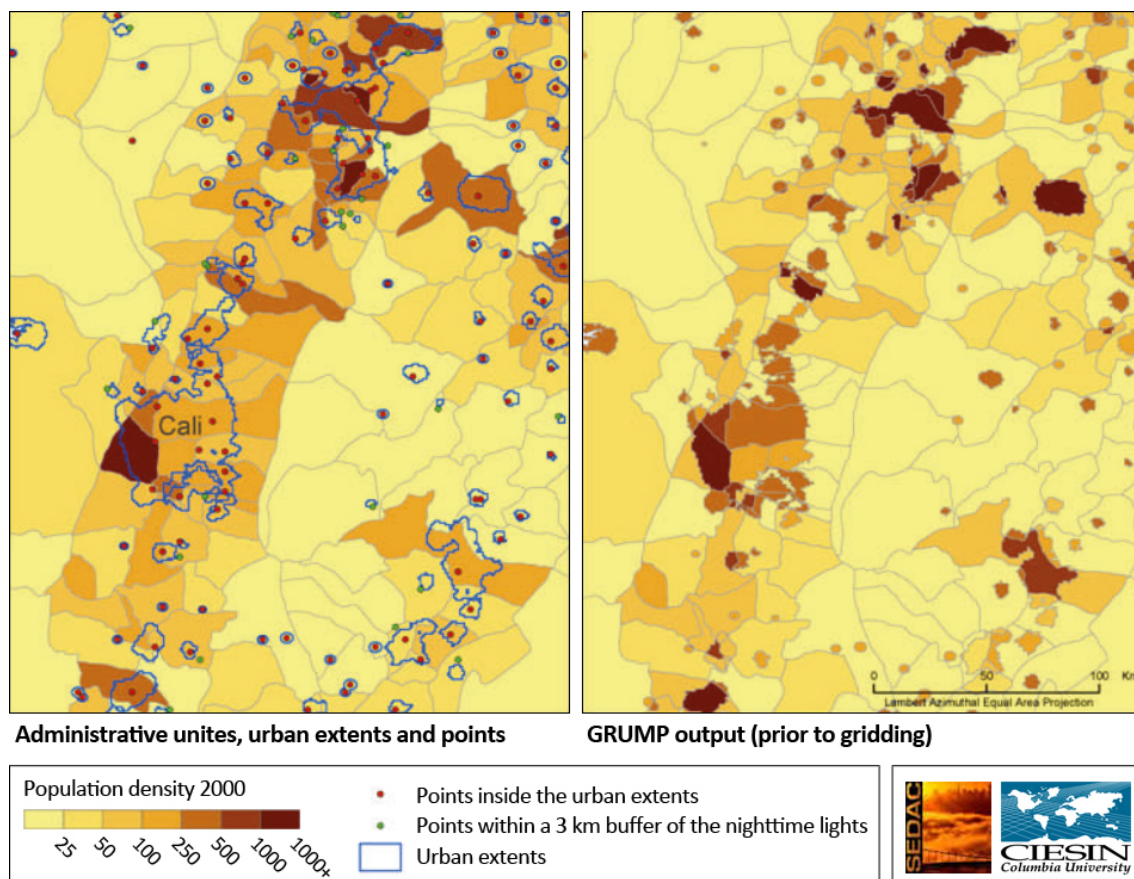 Cali
0 50 100 Km
Lambert Azimuthal Equal Area Projection
Administrative unites, urban extents and points
GRUMP output (prior to gridding)
Population density 2000
25 50 100 250 500 1000 1000+
Points inside the urban extents
Points within a 3 km buffer of the nighttime lights
Urban extents
SEDAC
CIESIN
Columbia University